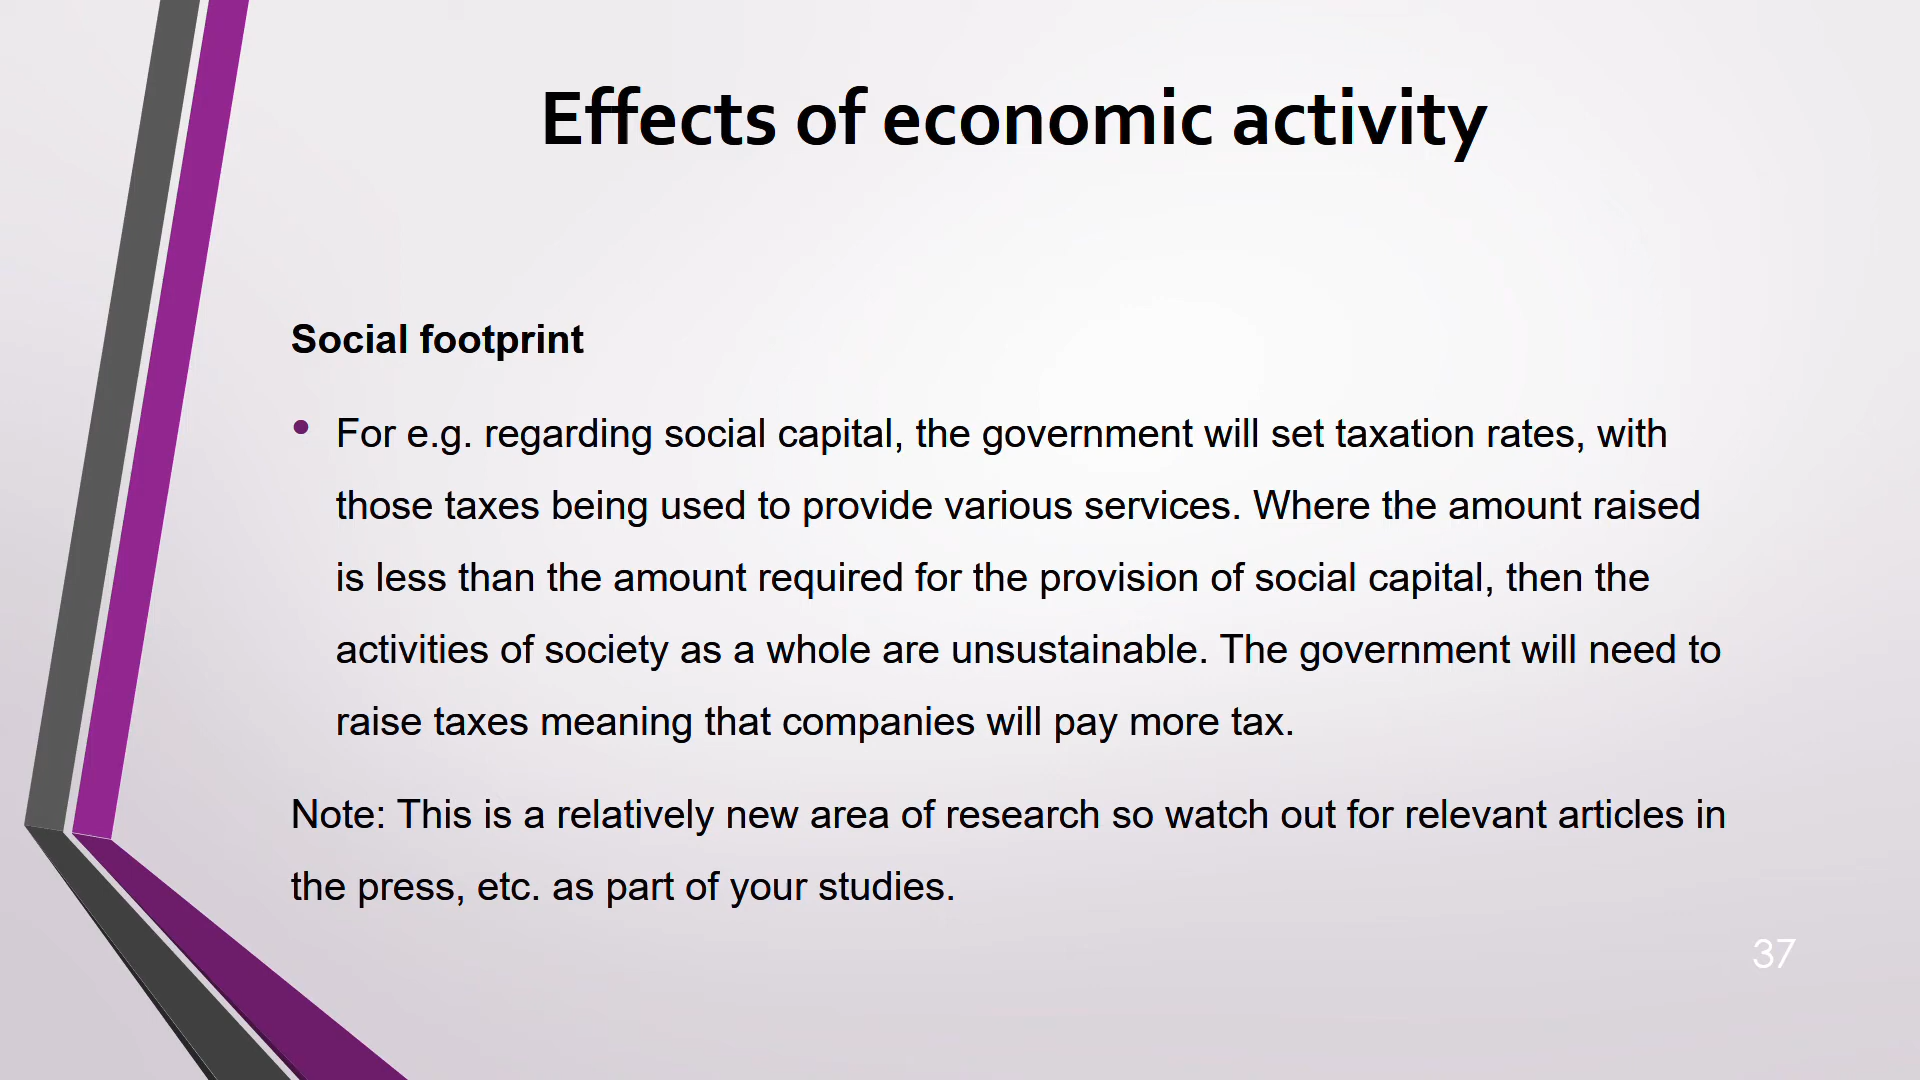 Effects of economic activity
Social footprint
• For e.g. regarding social capital, the government will set taxation rates, with
those taxes being used to provide various services. Where the amount raised
is less than the amount required for the provision of social capital, then the
activities of society as a whole are unsustainable. The government will need to
raise taxes meaning that companies will pay more tax.
Note: This is a relatively new area of research so watch out for relevant articles in
the press, etc. as part of your studies.
37